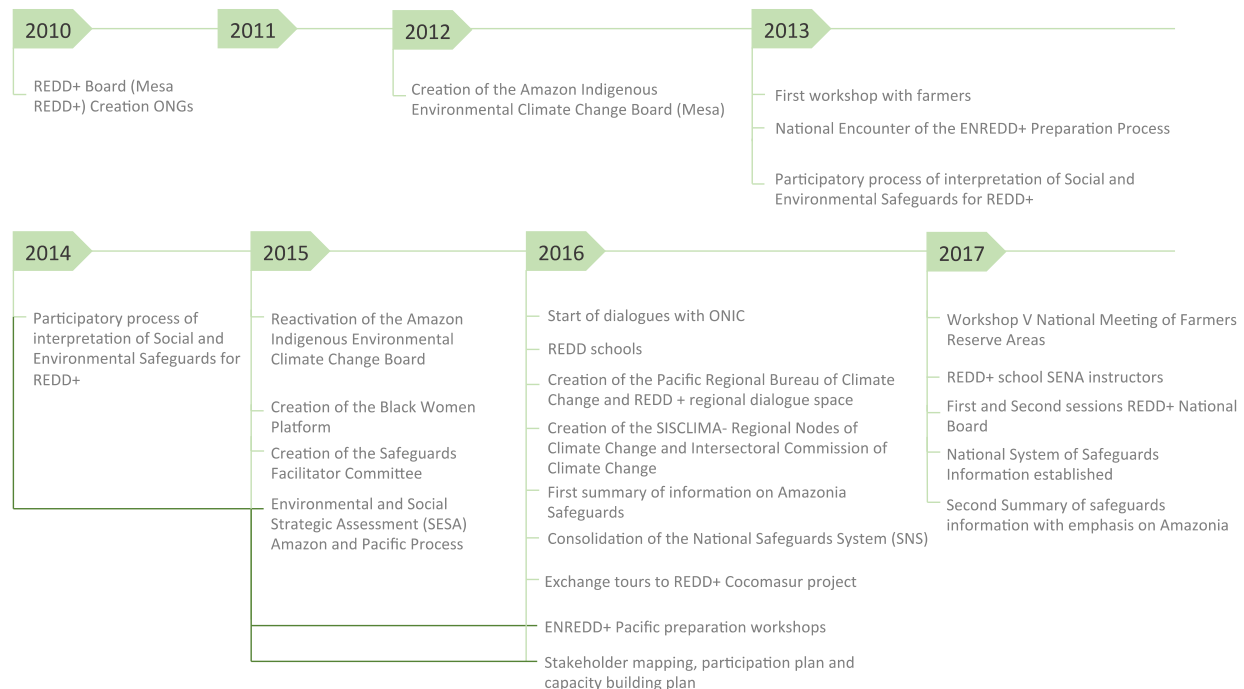 2010
2011
2012
2013
REDD+ Board (Mesa
REDD+) Creation ONGs
Creation of the Amazon Indigenous
Environmental Climate Change Board (Mesa)
First workshop with farmers
National Encounter of the ENREDD+ Preparation Process
Participatory process of interpretation of Social and
Environmental Safeguards for REDD+
2014
2015
2016
2017
Participatory process of
interpretation of Social and
Environmental Safeguards for
REDD+
Reactivation of the Amazon
Indigenous Environmental
Climate Change Board
Creation of the Black Women
Platform
Creation of the Safeguards
Facilitator Committee
Environmental and Social
Strategic Assessment (SESA)
Amazon and Pacific Process
Start of dialogues with ONIC
REDD schools
Creation of the Pacific Regional Bureau of Climate
Change and REDD + regional dialogue space
Creation of the SISCLIMA- Regional Nodes of
Climate Change and Intersectoral Commission of
Climate Change
First summary of information on Amazonia
Safeguards
Consolidation of the National Safeguards System (SNS)
Exchange tours to REDD+ Cocomasur project
ENREDD+ Pacific preparation workshops
Stakeholder mapping, participation plan and
capacity building plan
Workshop V National Meeting of Farmers
Reserve Areas
REDD+ school SENA instructors
First and Second sessions REDD+ National
Board
National System of Safeguards
Information established
Second Summary of safeguards
information with emphasis on Amazonia